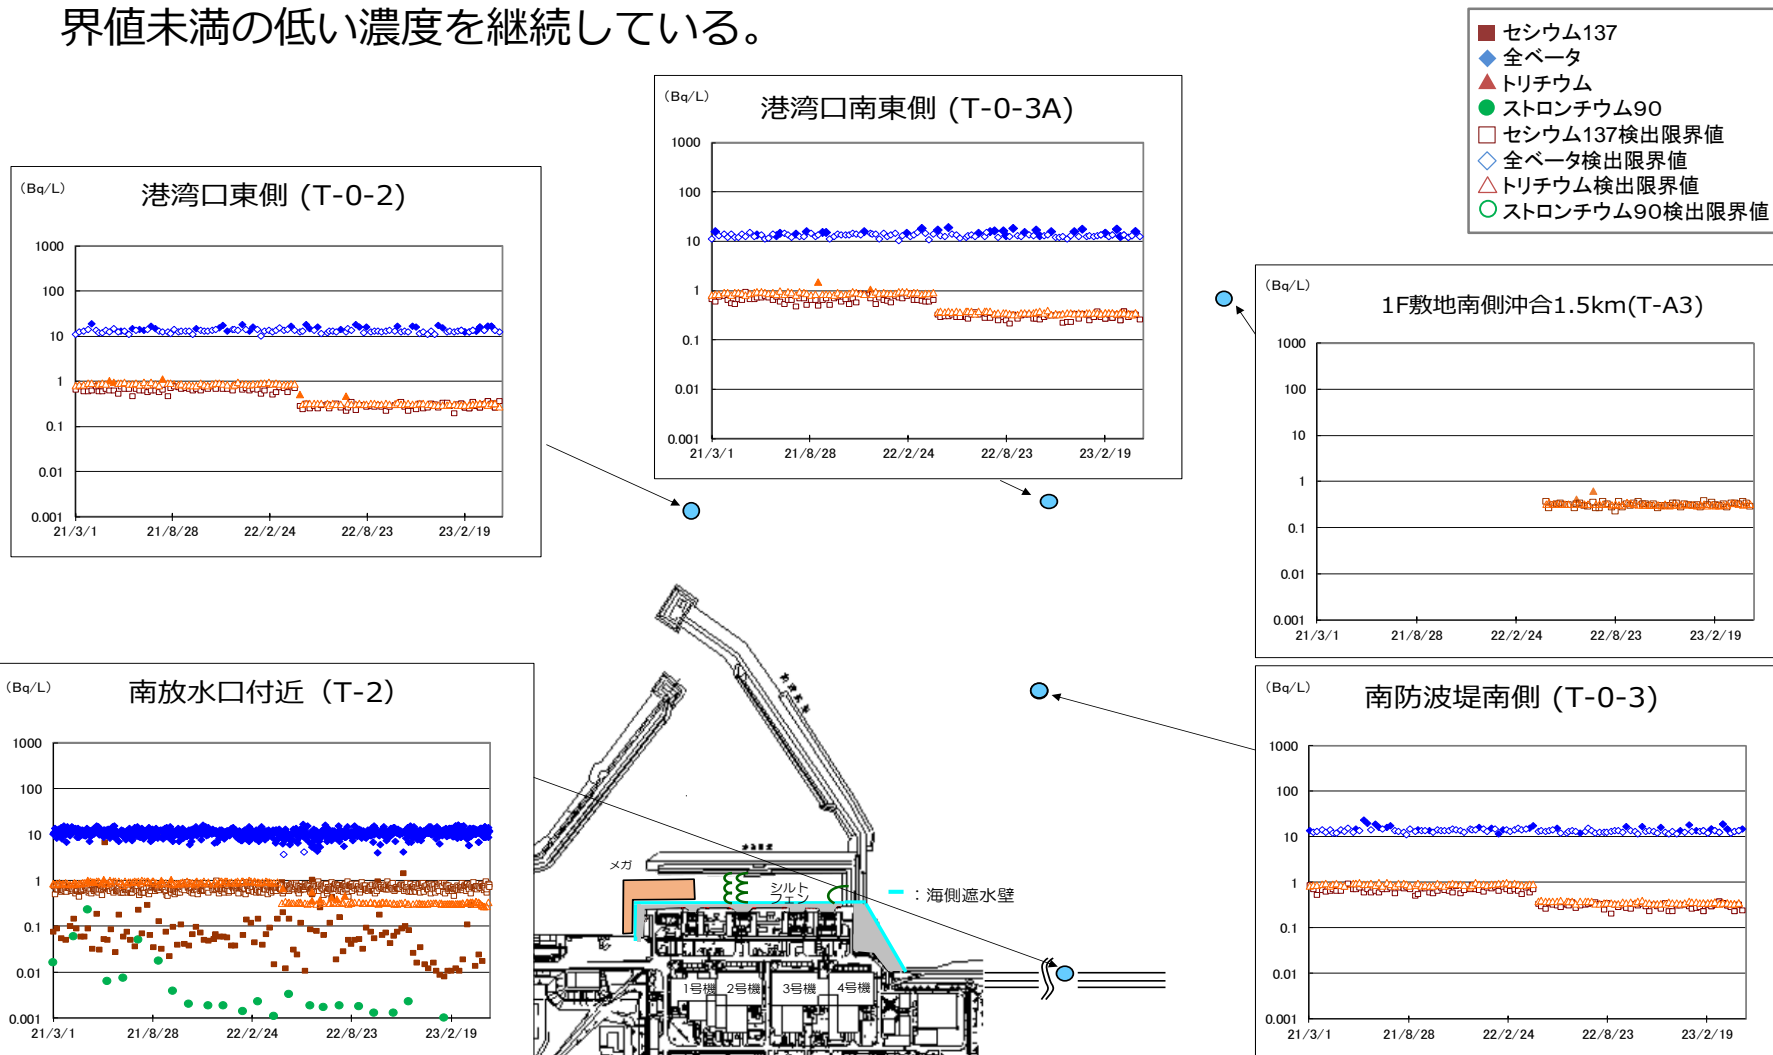 界値未満の低い濃度を継続している。
セシウム137
全ベータ
トリチウム
ストロンチウム90
セシウム137検出限界値
全ベータ検出限界値
トリチウム検出限界値
ストロンチウム90検出限界値
(Bq/L)
港湾口南東側 (T-0-3A)
1000
100
10
1
0.1
0.01
0.001
21/3/1 21/8/28 22/2/24 22/8/23 23/2/19
(Bq/L)
港湾口東側 (T-0-2)
1000
100
10
1
0.1
0.01
0.001
21/3/1 21/8/28 22/2/24 22/8/23 23/2/19
(Bq/L)
1F敷地南側沖合1.5km(T-A3)
1000
100
10
1
0.1
0.01
0.001
21/3/1 21/8/28 22/2/24 22/8/23 23/2/19
(Bq/L)
南放水口付近（T-2）
1000
100
10
1
0.1
0.01
0.001
21/3/1 21/8/28 22/2/24 22/8/23 23/2/19
(Bq/L)
南防波堤南側 (T-0-3)
1000
100
10
1
0.1
0.01
0.001
21/3/1 21/8/28 22/2/24 22/8/23 23/2/19
メガ
シルト
フェン
：海側遮水壁
1号機 2号機 3号機 4号機